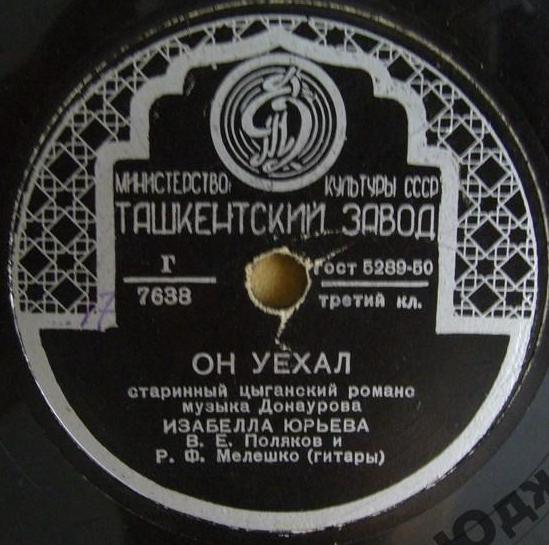 МИНИСТЕРСТВО КУЛЬТУРЫ СССР
ТАШКЕНТСКИЙ ЗАВОД
Г
7638
ГОСТ 5289-50
третий кл.
ОН УЕХАЛ
старинный цыганский романс
музыка Донаурова
ИЗАБЕЛЛА ЮРЬЕВА
В. Е. Поляков и
Р. Ф. Мелешко (гитары)
17